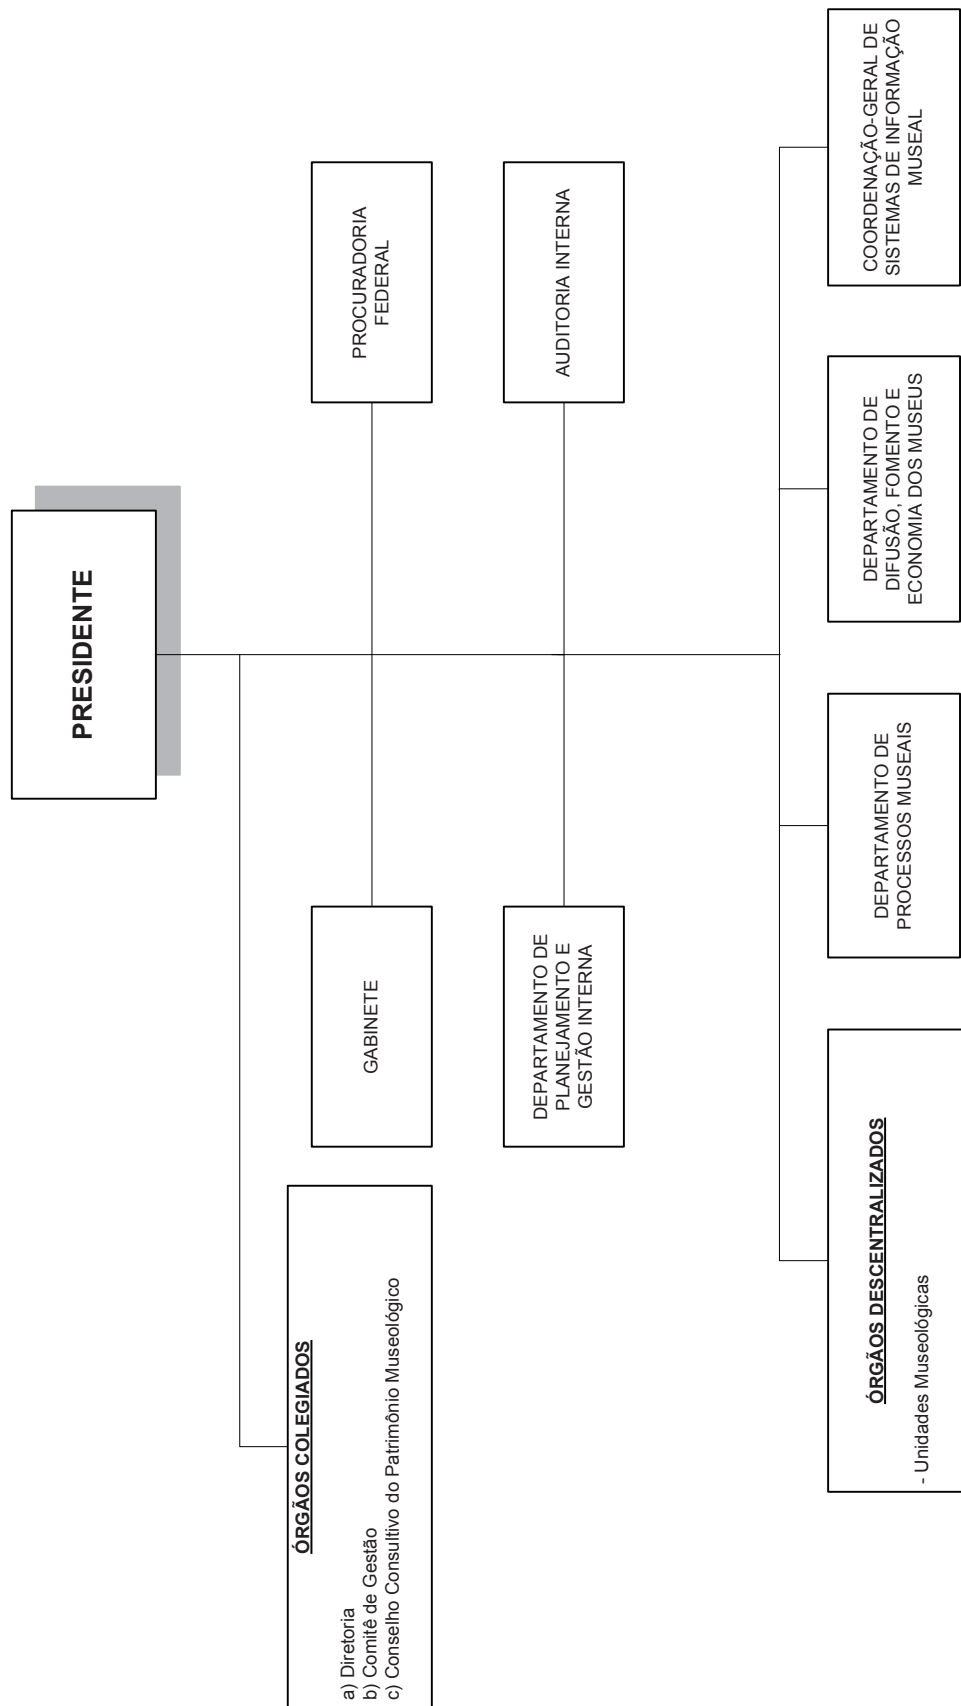 PRESIDENTE
ÓRGÃOS COLEGIADOS
a) Diretoria
b) Comitê de Gestão
c) Conselho Consultivo do Patrimônio Museológico
GABINETE
PROCURADORIA
FEDERAL
DEPARTAMENTO DE
PLANEJAMENTO E
GESTÃO INTERNA
AUDITORIA INTERNA
ÓRGÃOS DESCENTRALIZADOS
- Unidades Museológicas
DEPARTAMENTO DE
PROCESSOS MUSEAIS
DEPARTAMENTO DE
DIFUSÃO, FOMENTO E
ECONOMIA DOS MUSEUS
COORDENAÇÃO-GERAL DE
SISTEMAS DE INFORMAÇÃO
MUSEAL